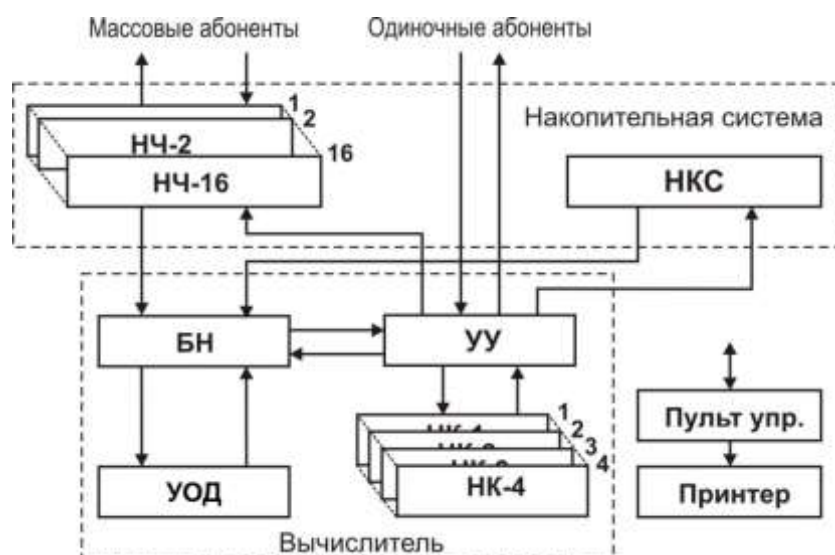 Массовые абоненты
Одиночные абоненты
1
2
16
Накопительная система
НЧ-2
НЧ-16
НКС
БН
УУ
Пульт упр.
1
2
3
4
УОД
НК-4
Принтер
Вычислитель